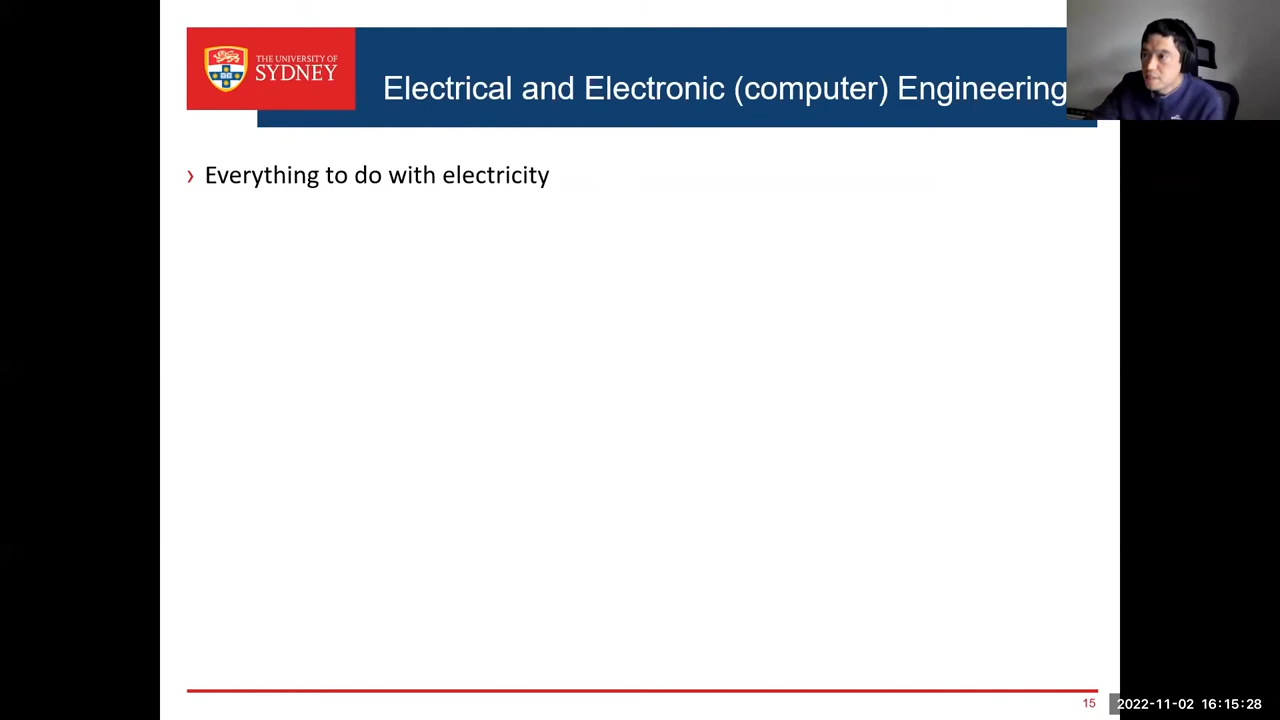 THE UNIVERSITY OF
SYDNEY
Electrical and Electronic (computer) Engineering
› Everything to do with electricity
15
2022-11-02 16:15:28